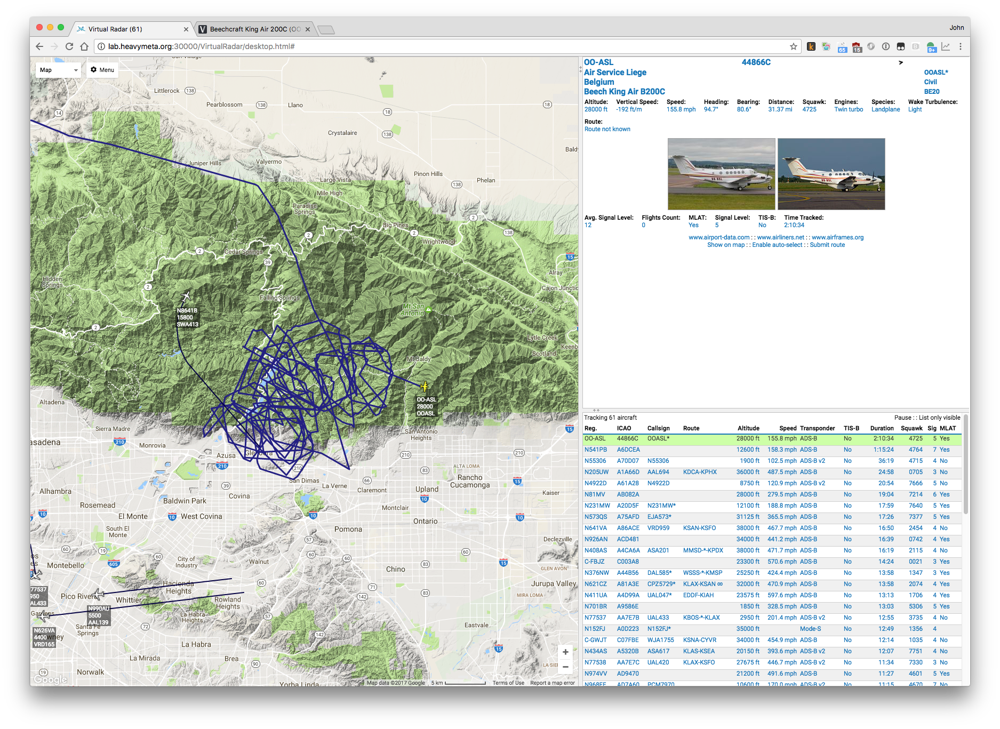 Virtual Radar (61)
Beechcraft King Air 200C (OO
John
lab.heavymeta.org:30000/VirtualRadar/desktop.html#
65
15
9+
Map
Menu
Littlerock
138
Pearblossom
138
Llano
18
18
14
Crystalaire
138
Juniper Hills
Valyermo
Pinon Hills
Phelan
138
Largo Vista
Mile High
Paradise
Springs
2
Big Pines
2
138
2
Wrightwood
2
Cedar Springs
39
15
Alray
Cajon Junctic
Hidden
Springs
2
Falling Springs
Mt San
Antonio
N8641B
15800
SWA413
2
Lytle Creek
Keenb
Scotland
Mt Baldy
OO-ASL
28000
OOASL
Altadena
Sierra Madre
San Antonio
Heights
15
asadena
210
Monrovia
Azusa
Glendora
210
210
210
210
ALTA LOMA
83
Rancho
Cucamonga
San Dimas
La Verne
66
Claremont
Upland
15
39
Alhambra
Covina
Kaiser
10
Baldwin Park
Rosemead
Montclair
10
El Monte
10
West Covina
10
10
Ontario
South El
Monte
Pomona
57
Declezville
60
19
60
60
60
60
City of
Industry
Walnut
605
Montebello
83
15
Chino
GLEN AVON
Hacienda
Heights
60
Jurupa Valley
71
83
142
MIRA LOMA
77537
950
AL433
Pico Rivera
Whittier
Rowland
Heights
N990AU
5500
AAL139
Gardens
La Habra
Heights
57
72
Santa Fe
Springs
Eastvale
N626VA
4400
VRD165
wney
142
La Habra
15
La Mirada
Brea
90
19
Norwalk
Yorba Linda
Google
Map data ©2017 Google
5 km
Terms of Use
Report a map error
OO-ASL 44866C
Air Service Liege OOASL*
Belgium Civil
Beech King Air B200C BE20
Altitude: Vertical Speed: Speed: Heading: Bearing: Distance: Squawk: Engines: Species: Wake Turbulence:
28000 ft -192 ft/m 155.8 mph 94.7° 80.6° 31.37 mi 4725 Twin turbo Landplane Light
Route:
Route not known
Avg. Signal Level: Flights Count: MLAT: Signal Level: TIS-B: Time Tracked:
12 0 Yes 5 No 2:10:34
www.airport-data.com : : www.airliners.net : : www.airframes.org
Show on map : : Enable auto-select : : Submit route
Tracking 61 aircraft Pause : : List only visible
Reg. ICAO Callsign Route Altitude Speed Transponder TIS-B Duration Squawk Sig MLAT
OO-ASL 44866C OOASL* 28000 ft 155.8 mph ADS-B No 2:10:34 4725 5 Yes
N541PB A6DCEA 12600 ft 158.3 mph ADS-B No 1:15:24 4764 7 Yes
N55306 A70D07 N55306 1900 ft 102.5 mph ADS-B v2 No 36:19 4715 4 No
N205UW A1A66D AAL694 KDCA-KPHX 36000 ft 487.5 mph ADS-B No 24:58 0705 3 No
N4922D A61A28 N4922D 8750 ft 120.9 mph ADS-B v2 No 20:54 7666 5 No
N81MV AB082A 28000 ft 279.5 mph ADS-B No 19:04 7214 6 Yes
N231MW A20D5F N231MW* 12100 ft 188.8 mph ADS-B No 17:59 7640 5 Yes
N573QS A75AFD EJA573* 31125 ft 365.5 mph ADS-B No 17:26 7377 5 Yes
N641VA A86ACE VRD959 KSAN-KSFO 38000 ft 467.7 mph ADS-B No 16:50 2454 4 No
N926AN ACD481 34000 ft 441.2 mph ADS-B No 16:39 0742 4 Yes
N408AS A4CA6A ASA201 MMSD-*-KPDX 38000 ft 471.7 mph ADS-B No 16:19 2115 4 No
C-FBJZ C003A8 23300 ft 570.6 mph ADS-B No 14:24 0021 3 Yes
N376NW A44B56 DAL585* WSSS-*-KMSP 25250 ft 424.4 mph ADS-B No 13:58 1347 3 Yes
N621CZ A81A3E CPZ5729* KLAX-KSAN ∞ 32000 ft 470.9 mph ADS-B No 13:58 2074 4 Yes
N411UA A4D99A UAL047* EDDF-KIAH 23575 ft 597.6 mph ADS-B No 13:13 1706 4 Yes
N701BR A9586E 1850 ft 328.5 mph ADS-B No 13:03 5306 5 Yes
N77537 AA7E7B UAL433 KBOS-*-KLAX 2950 ft 201.4 mph ADS-B v2 No 12:55 3735 4 No
N152FJ A0D223 N152FJ* 35000 ft Mode-S No 12:49 1356 4
C-GWJT C07FBE WJA1755 KSNA-CYVR 34000 ft 454.9 mph ADS-B No 12:14 1035 4 No
N434AS A5320B ASA617 KLAS-KSEA 20150 ft 393.6 mph ADS-B v2 No 12:07 7751 4 No
N77538 AA7E7C UAL420 KLAX-KSFO 27675 ft 446.7 mph ADS-B v2 No 11:34 7330 3 No
N974VV AD9470 21200 ft 491.6 mph ADS-B No 11:27 4601 5 Yes
N968FF AD7A60 PCM7970 10600 ft 170.0 mph ADS-B v2 No 11:15 4670 7 No